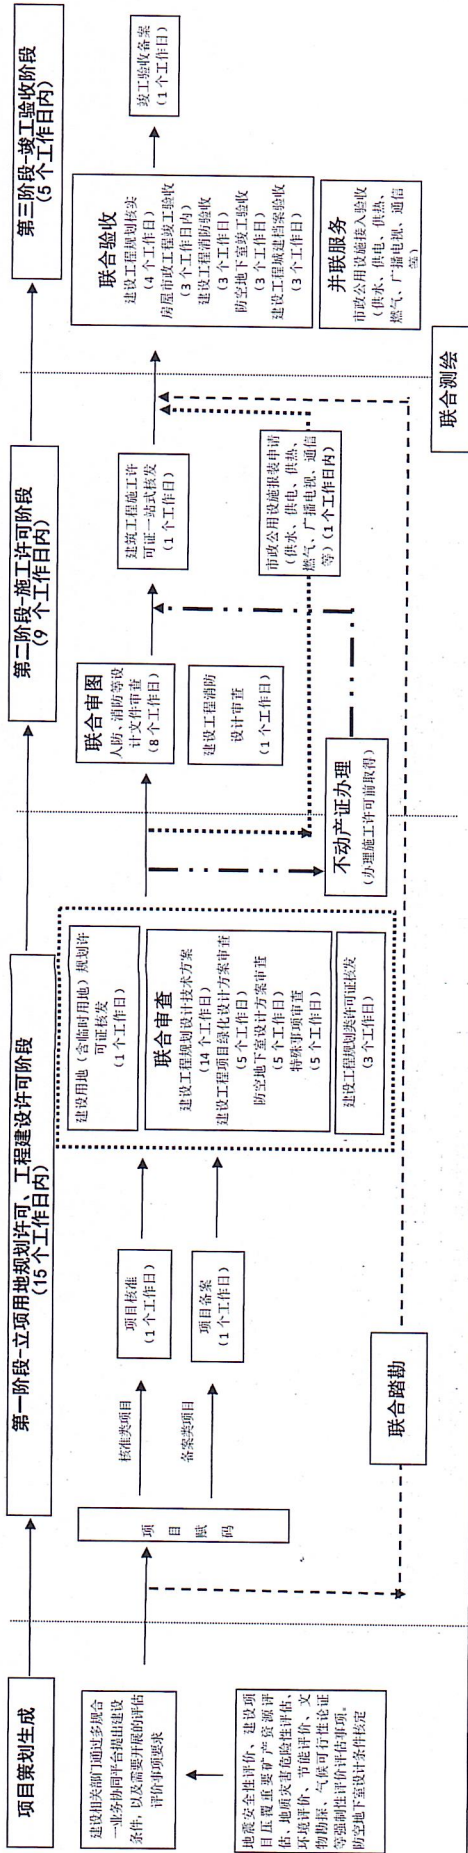 项目策划生成
第一阶段-立项用地规划许可、工程建设许可阶段
(15个工作日内)
第二阶段-施工许可阶段
(9 个工作日内)
第三阶段-竣工验收阶段
(5 个工作日内)
建设相关部门通过多规合
一业务协同平台提出建设
条件，以及需要开展的评估
评价事项要求
地震安全性评价、建设项
目压覆重要矿产资源评
估、地质灾害危险性评估、
环境评价、节能评价、文
物勘探、气候可行性论证
等强制性评价评估事项。
防空地下室设计条件核定
项目赋码
核准类项目
备案类项目
项目核准
(1 个工作日)
项目备案
(1 个工作日)
建设用地（含临时用地）规划许
可证核发
(1 个工作日)
联合审查
建设工程规划设计技术方案
(14 个工作日)
建设工程项目绿化设计方案审查
(5 个工作日)
防空地下室设计方案审查
(5 个工作日)
特殊事项审查
(5 个工作日)
建设工程规划类许可证核发
(3 个工作日)
联合踏勘
联合审图
人防、消防等设
计文件审查
(8 个工作日)
建设工程消防
设计审查
(1 个工作日)
不动产证办理
(办理施工许可前取得)
建筑工程施工许
可证一站式核发
(1 个工作日)
市政公用设施报装申请
(供水、供电、供热、
燃气、广播电视、通信
等) (1 个工作日内)
联合验收
建设工程规划核实
(4 个工作日)
房屋市政工程竣工验收
(3 个工作日内)
建设工程消防验收
(3 个工作日)
防空地下室竣工验收
(3 个工作日)
建设工程城建档案验收
(3 个工作日)
并联服务
市政公用设施接入验收
(供水、供电、供热、
燃气、广播电视、通信
等)
竣工验收备案
(1 个工作日)
联合测绘